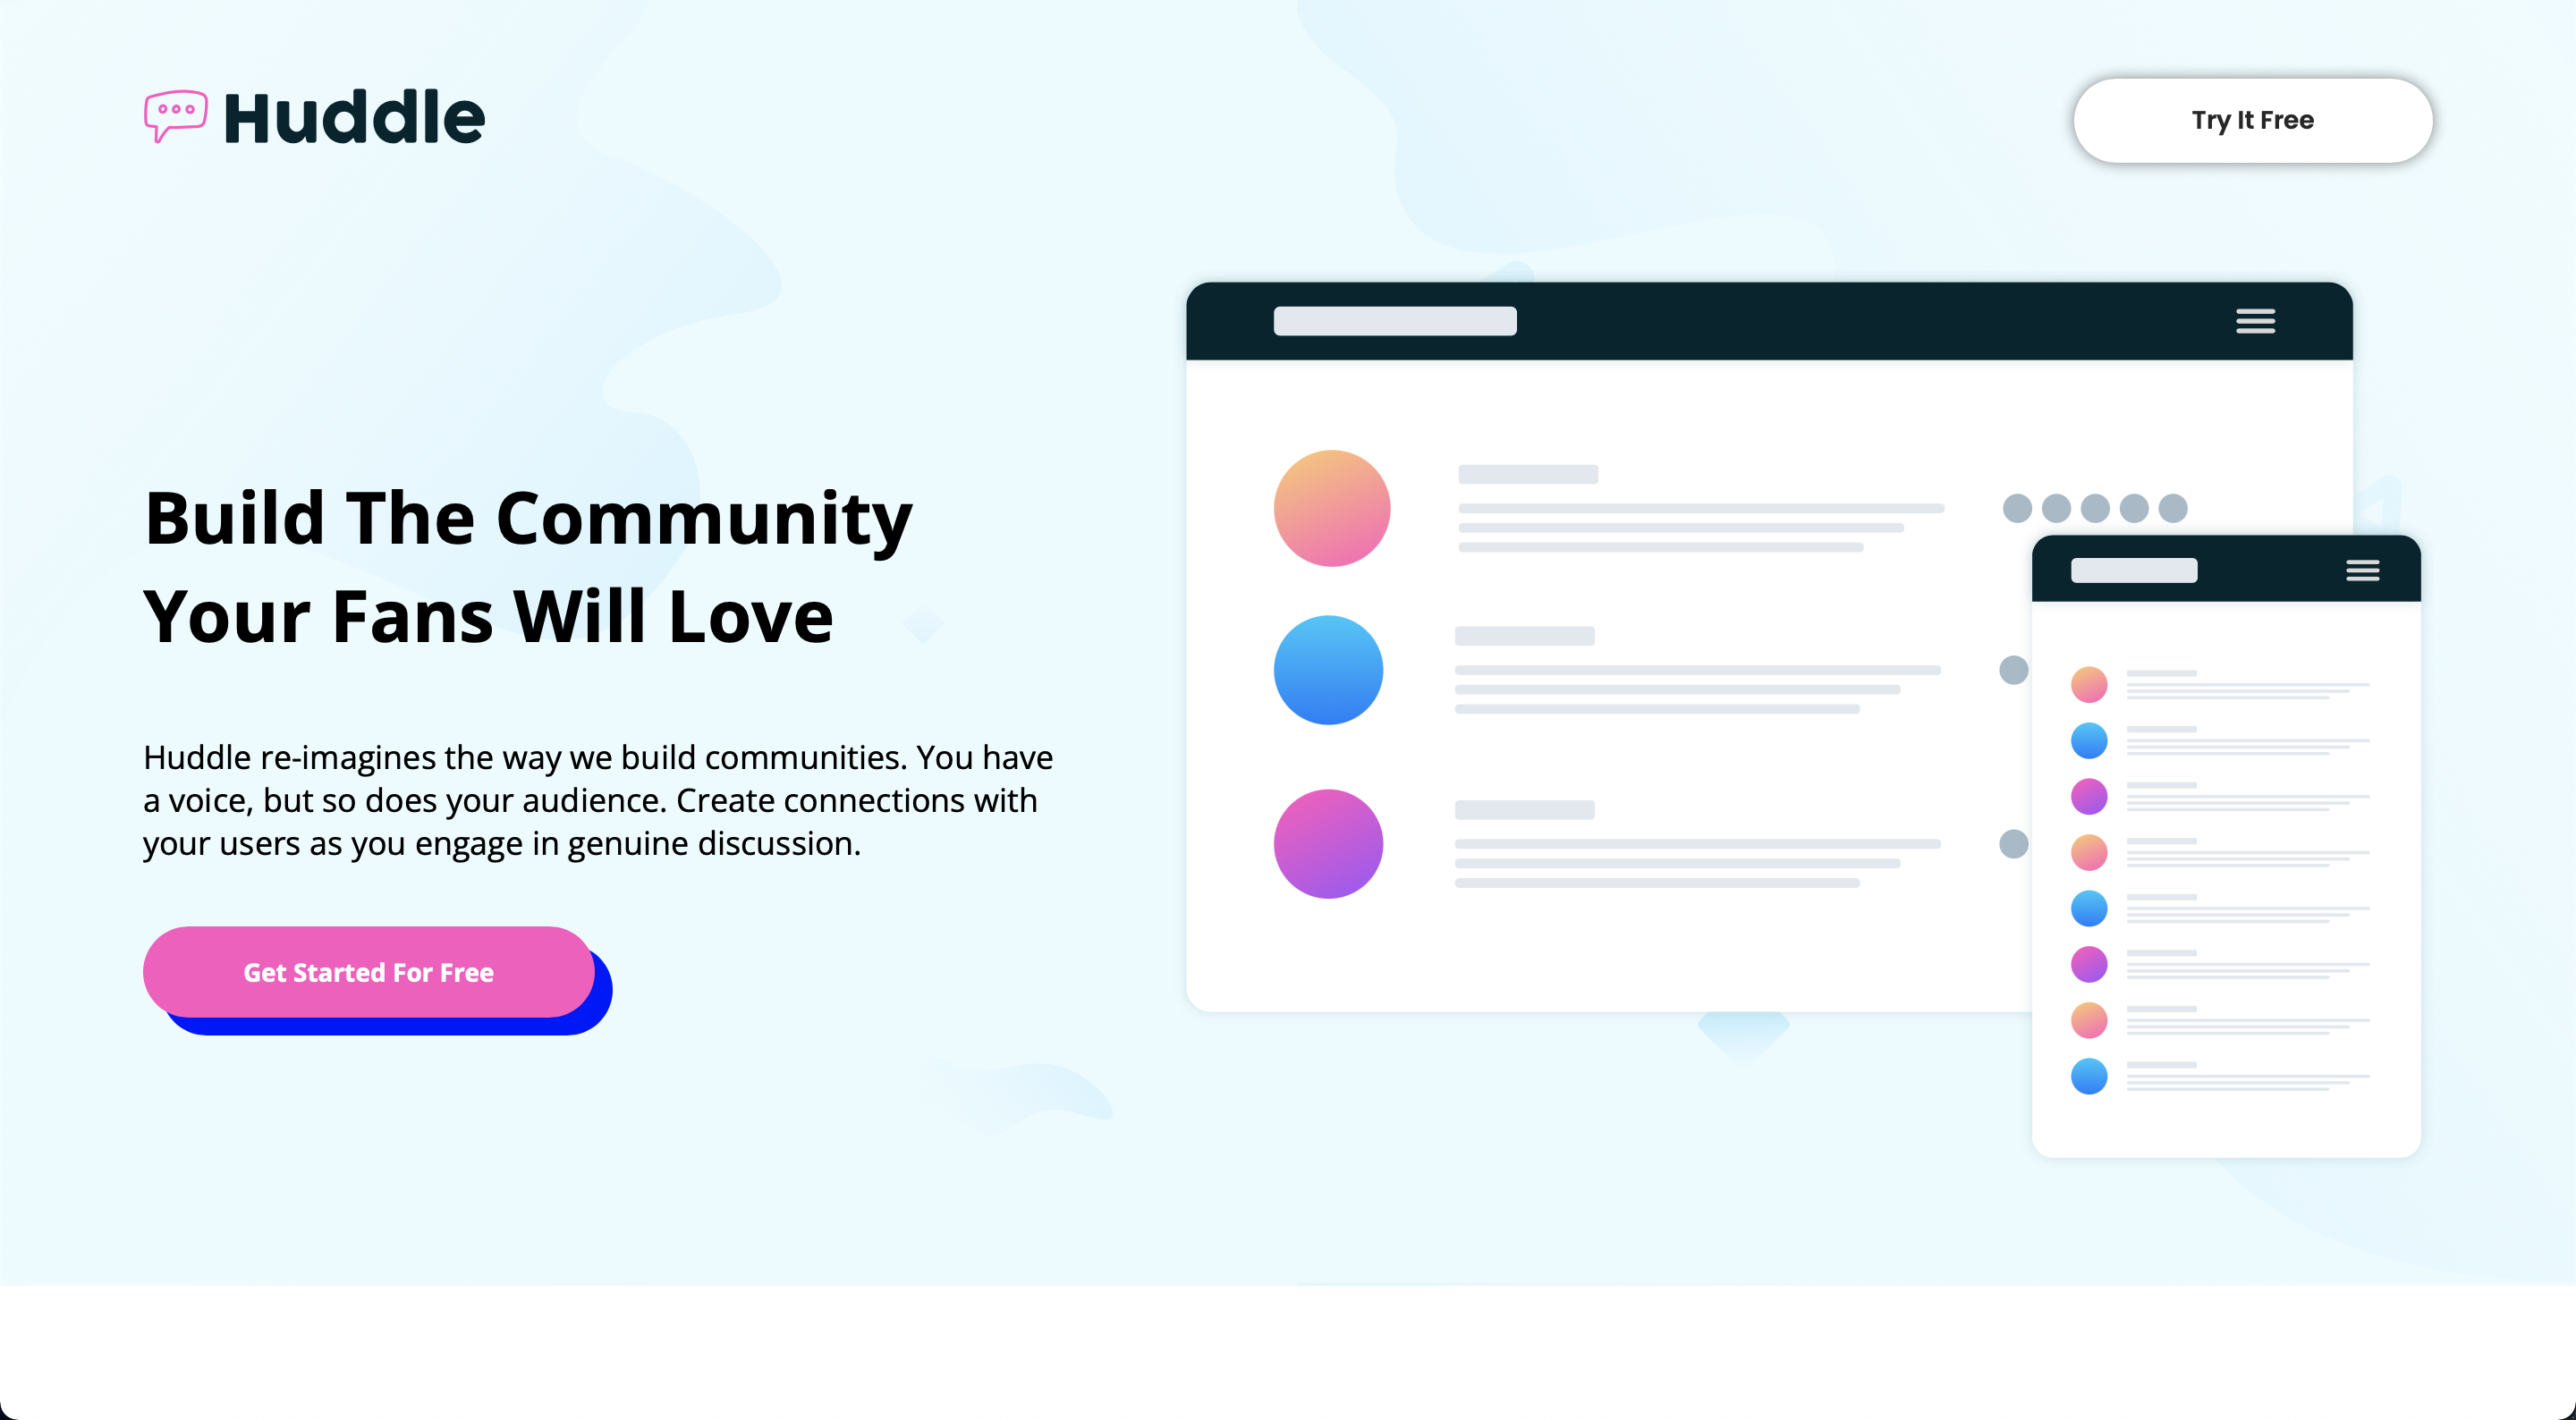 Huddle
Try It Free
Build The Community
Your Fans Will Love
Huddle re-imagines the way we build communities. You have
a voice, but so does your audience. Create connections with
your users as you engage in genuine discussion.
Get Started For Free